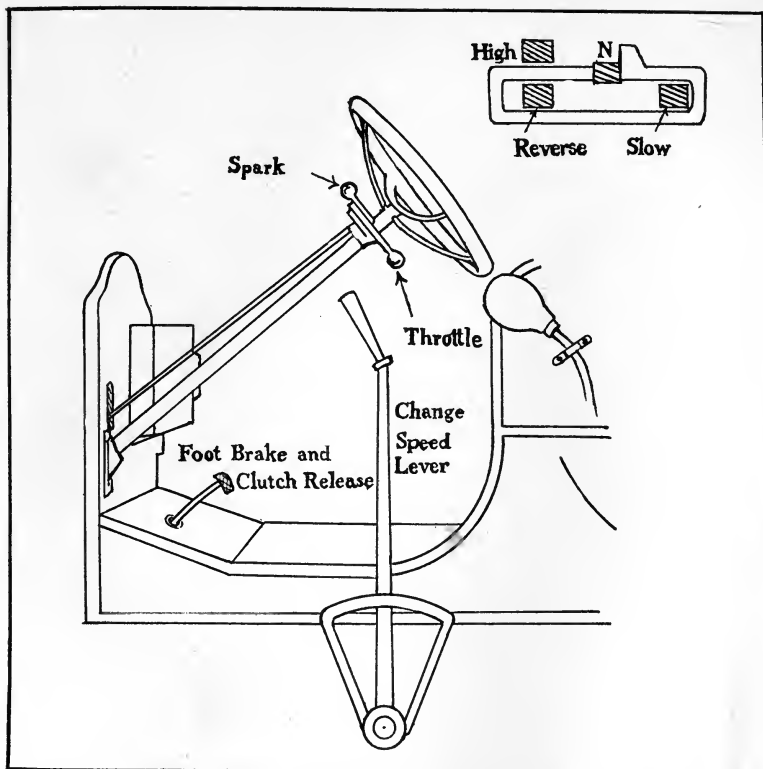 High
N
Reverse
Slow
Spark
Throttle
Change
Speed
Lever
Foot Brake and
Clutch Release